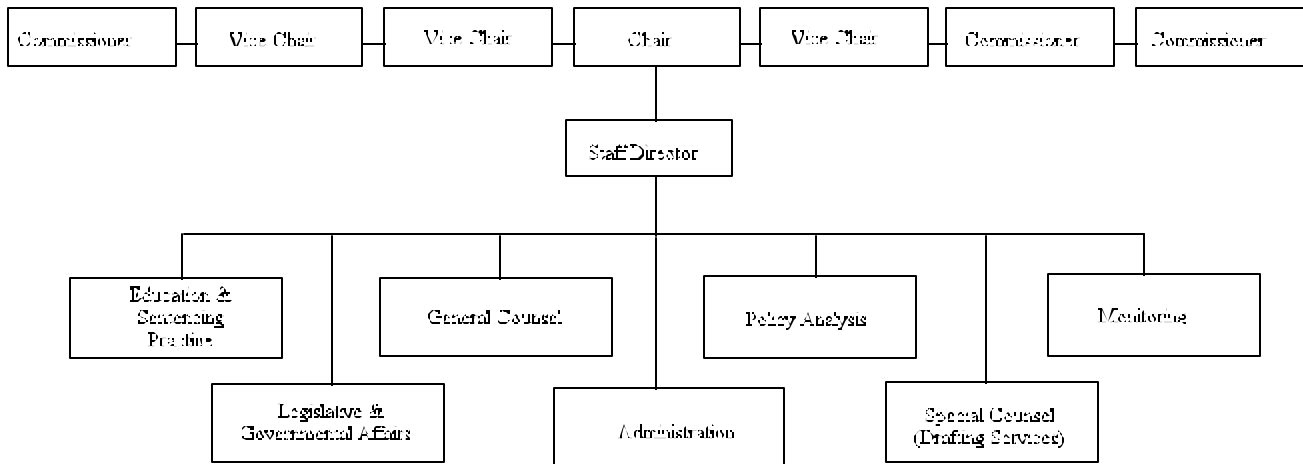 Commissioner
Vice Chair
Vice Chair
Chair
Vice Chair
Commissioner
Commissioner
Staff Director
Education &
Sentencing
Practice
General Counsel
Policy Analysis
Monitoring
Legislative &
Governmental Affairs
Administration
Special Counsel
(Drafting Services)